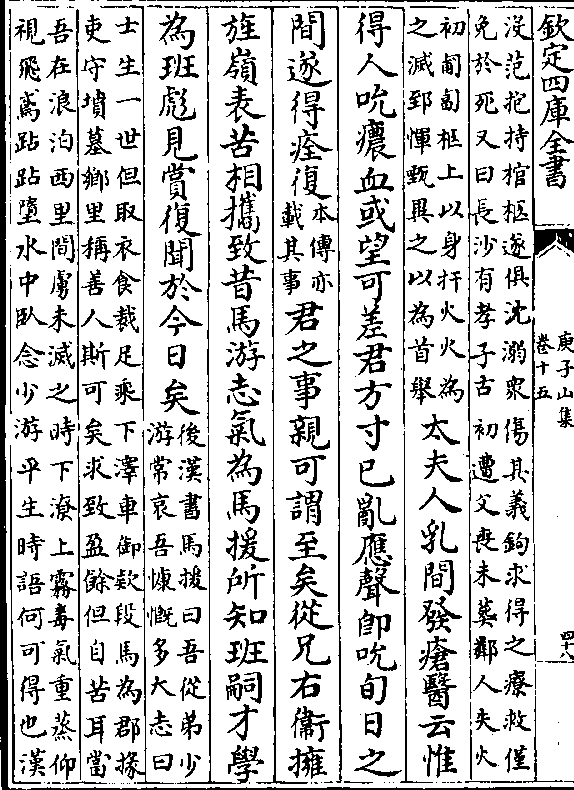 欽定四庫全書
庾子山集
卷十五
四十八
没范抱持棺柩遂俱沈溺衆傷其義鉤求得之療救僅
免於死又曰長沙有孝子古初遭父喪未葬鄰人失火
初匍匐柩上以身扞火火為
之滅郅惲甄異之以為首舉
太夫人乳間發瘡醫云惟
得人吮癰血或望可差君方寸已亂應聲即吮旬日之
間遂得痊復
本傳亦
載其事
君之事親可謂至矣從兄右衞擁
旌嶺表苦相攜致昔馬游志氣為馬援所知班嗣才學
為班彪見賞復聞於今日矣
後漢書馬援曰吾從弟少
游常哀吾慷慨多大志曰
士生一世但取衣食裁足乘下澤車御欵段馬為郡掾
吏守墳墓鄉里稱善人斯可矣求致盈餘但自苦耳當
吾在浪泊西里間虜未滅之時下潦上霧毒氣重蒸仰
視飛鳶跕跕墮水中臥念少游平生時語何可得也漢